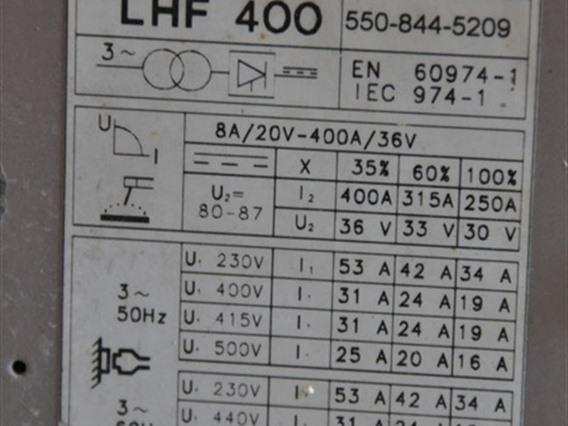 LHF 400 550-844-5209
3~ EN 60974-1
IEC 974-1
U I 8A/20V-400A/36V
X 35% 60% 100%
U₂= 80-87 I₂ 400A 315A 250A
U₂ 36 V 33 V 30 V
3~ 50Hz U₁ 230V I₁ 53 A 42 A 34 A
U₁ 400V I₁ 31 A 24 A 19 A
U₁ 415V I₁ 31 A 24 A 19 A
U₁ 500V I₁ 25 A 20 A 16 A
3~ U₁ 230V I 53 A 42 A 34 A
U₁ 440V 31 A